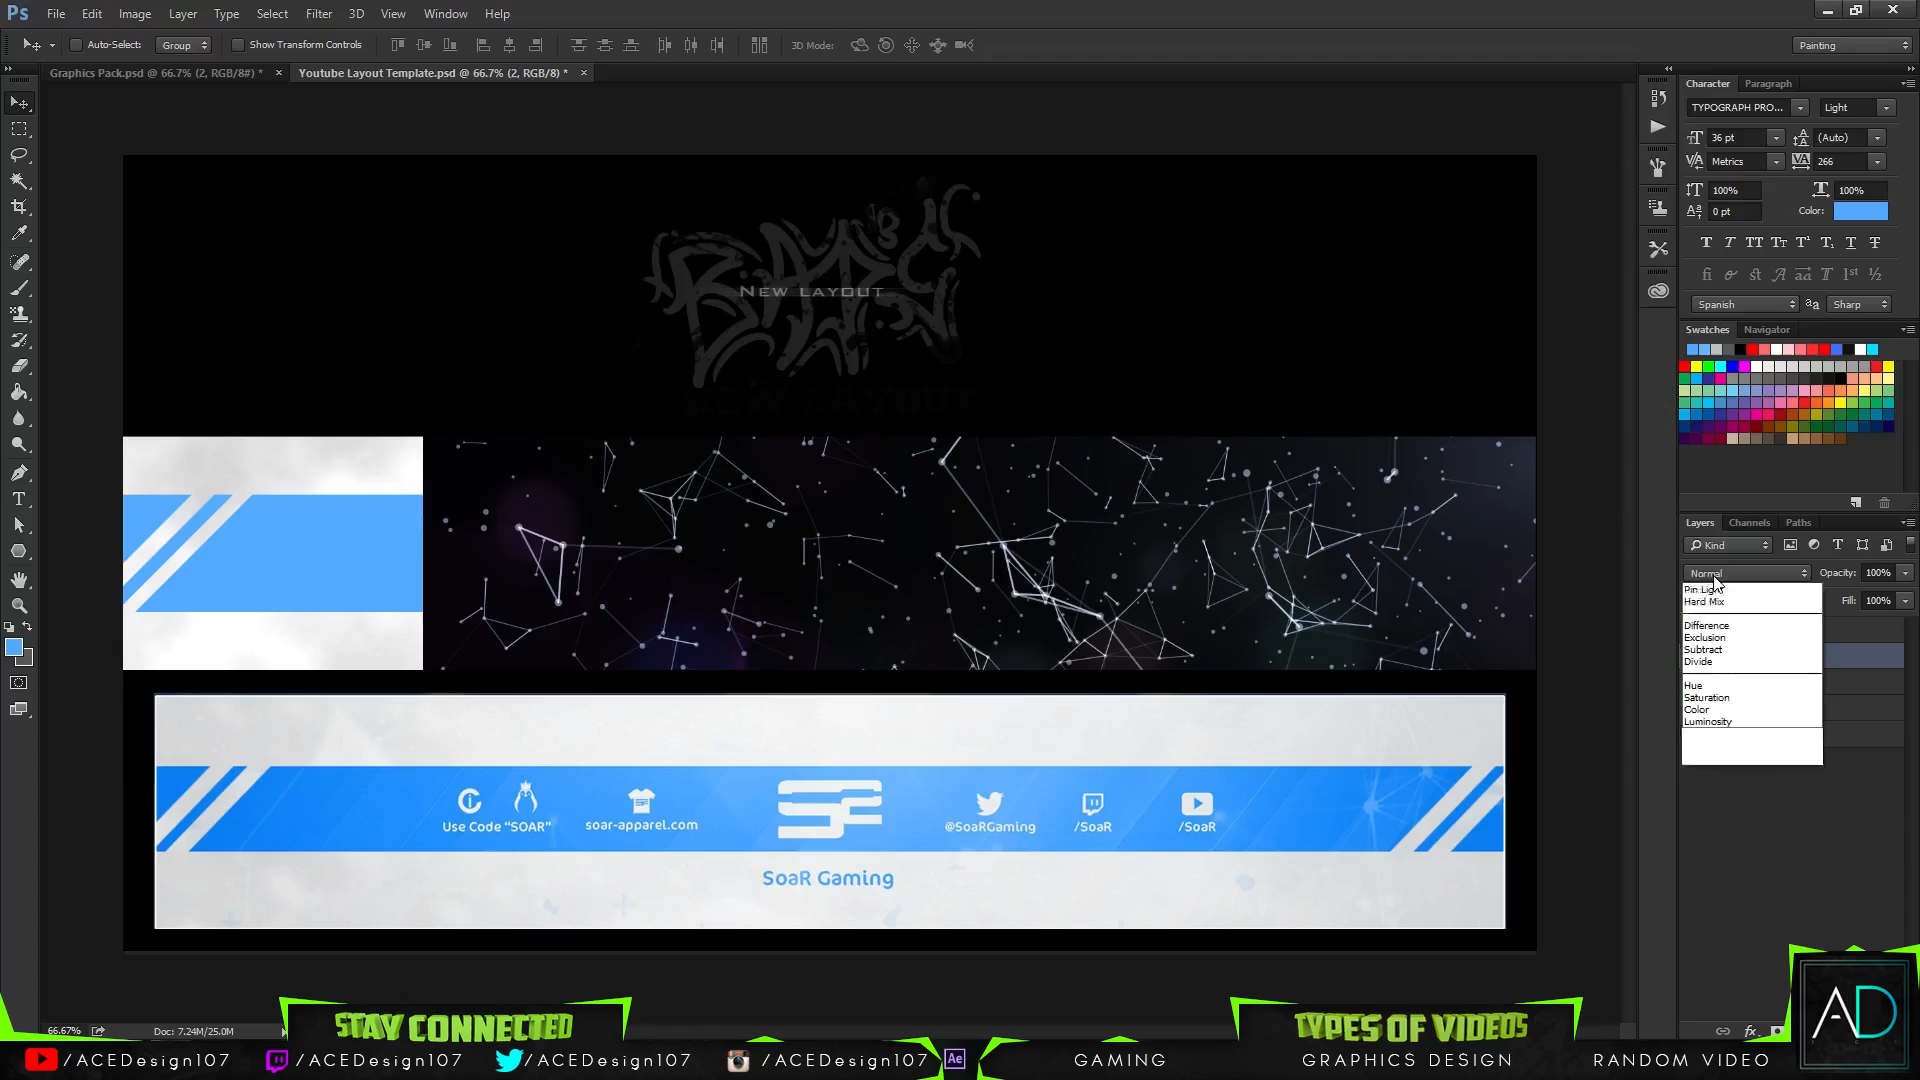 Ps File Edit Image Layer Type Select Filter 3D View Window Help
Auto-Select: Group Show Transform Controls 3D Mode: Painting
Graphics Pack.psd @ 66.7% (2, RGB/8#) * × Youtube Layout Template.psd @ 66.7% (2, RGB/8) * ×
Character Paragraph
TYPOGRAPH PRO... Light
36 pt (Auto)
Metrics 266
100% 100%
0 pt Color:
Spanish Sharp
Swatches Navigator
New layout
NEW LAYOUT
Layers Channels Paths
Kind
Normal Opacity: 100%
Fill: 100%
Pin Light
Hard Mix
Difference
Exclusion
Subtract
Divide
Hue
Saturation
Color
Luminosity
Use Code "SOAR" soar-apparel.com @SoaRGaming /SoaR /SoaR
SoaR Gaming
66.67% Doc: 7.24M/25.0M
STAY CONNECTED TYPES OF VIDEOS
AD
/ACEDesign107 /ACEDesign107 /ACEDesign107 /ACEDesign107 Ae GAMING GRAPHICS DESIGN RANDOM VIDEO